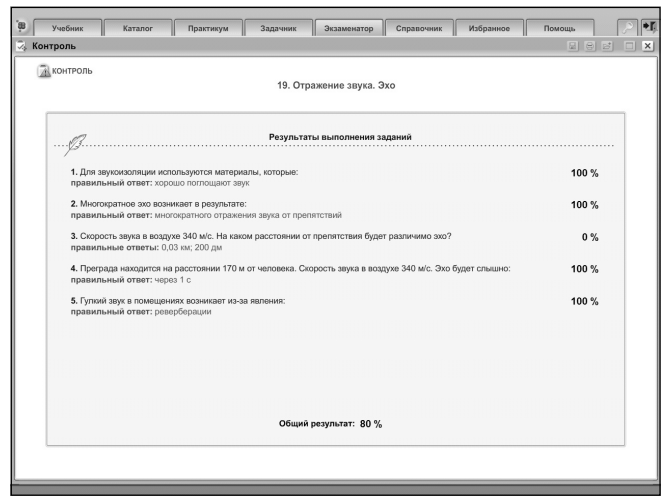 Учебник Каталог Практикум Задачник Экзаменатор Справочник Избранное Помощь
Контроль
КОНТРОЛЬ
19. Отражение звука. Эхо
Результаты выполнения заданий
1. Для звукоизоляции используются материалы, которые: 100 %
правильный ответ: хорошо поглощают звук
2. Многократное эхо возникает в результате: 100 %
правильный ответ: многократного отражения звука от препятствий
3. Скорость звука в воздухе 340 м/с. На каком расстоянии от препятствия будет различимо эхо? 0 %
правильные ответы: 0,03 км; 200 дм
4. Преграда находится на расстоянии 170 м от человека. Скорость звука в воздухе 340 м/с. Эхо будет слышно: 100 %
правильный ответ: через 1 с
5. Гулкий звук в помещениях возникает из-за явления: 100 %
правильный ответ: реверберации
Общий результат: 80 %